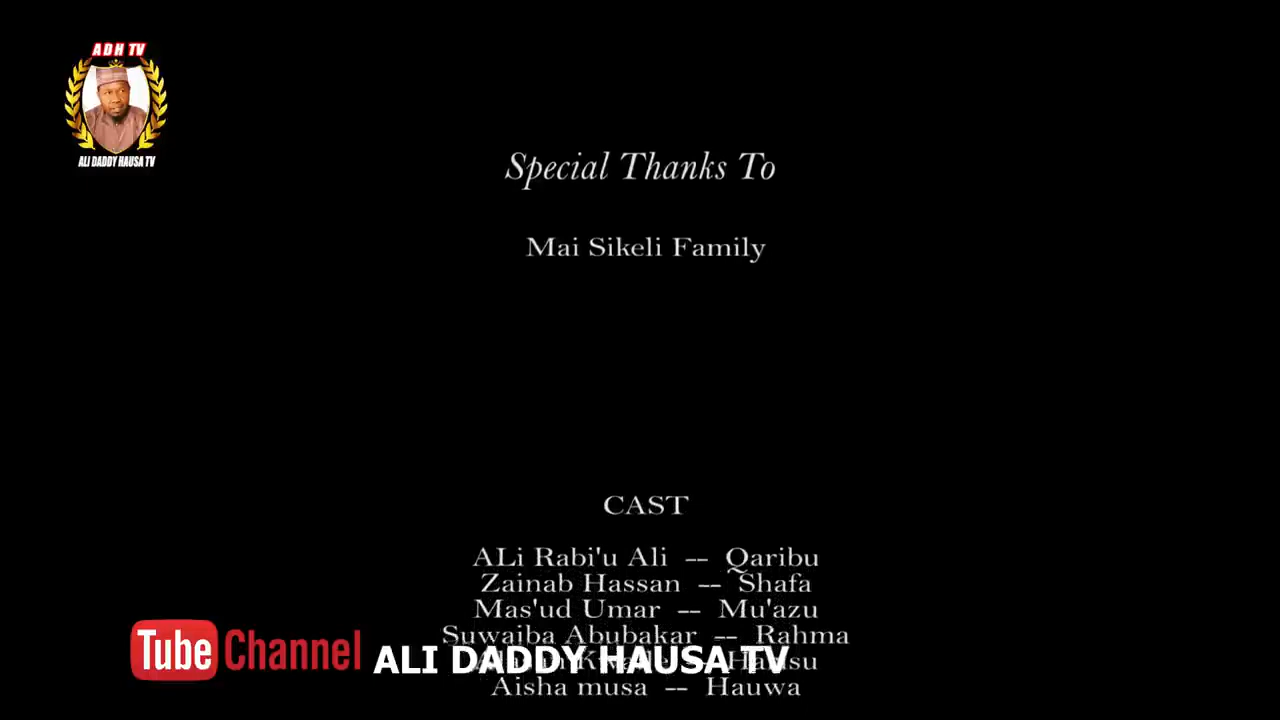 ADH TV
ALI DADDY HAUSA TV
Special Thanks To
Mai Sikeli Family
CAST
ALi Rabi'u Ali -- Qaribu
Zainab Hassan -- Shafa
Mas'ud Umar -- Mu'azu
Suwaiba Abubakar -- Rahma
Aisha musa -- Hauwa
Tube Channel
ALI DADDY HAUSA TV